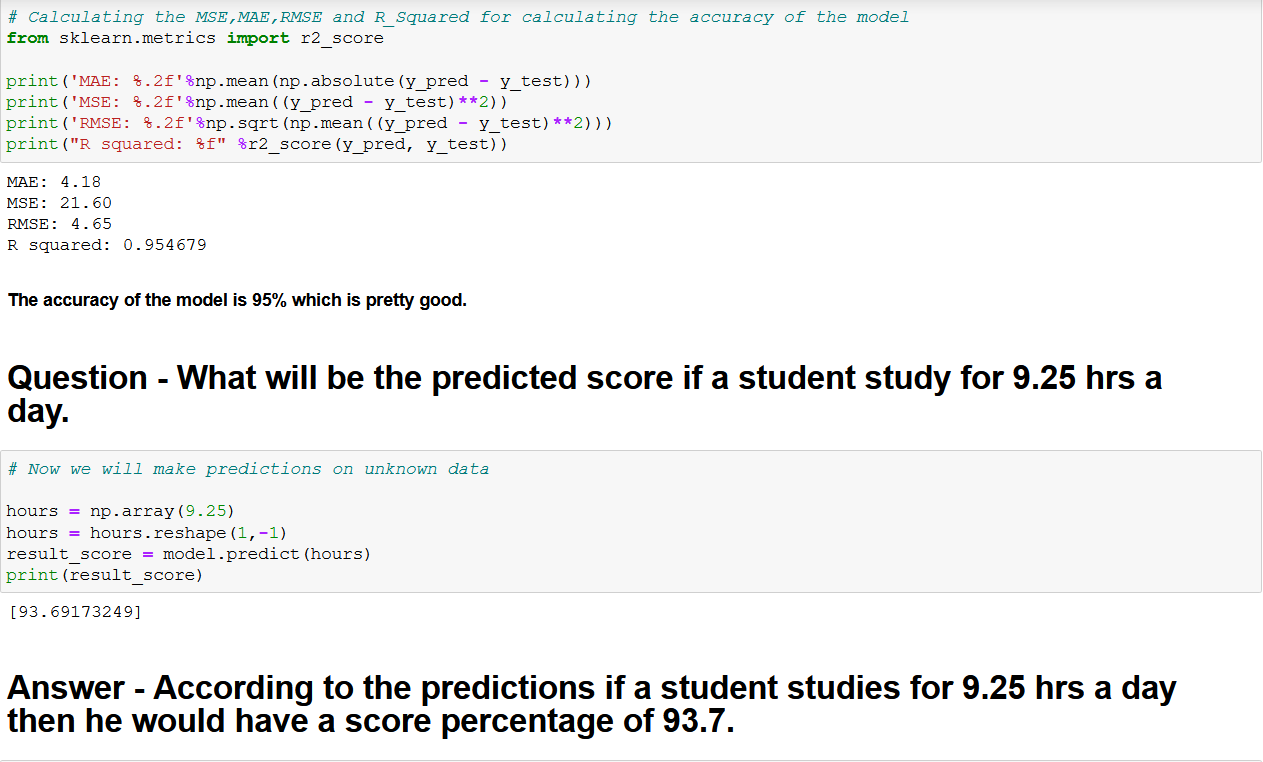 # Calculating the MSE,MAE,RMSE and R_Squared for calculating the accuracy of the model
from sklearn.metrics import r2_score
print('MAE: %.2f'%np.mean(np.absolute(y_pred - y_test)))
print('MSE: %.2f'%np.mean((y_pred - y_test)**2))
print('RMSE: %.2f'%np.sqrt(np.mean((y_pred - y_test)**2)))
print("R squared: %f" %r2_score(y_pred, y_test))
MAE: 4.18
MSE: 21.60
RMSE: 4.65
R squared: 0.954679
The accuracy of the model is 95% which is pretty good.
Question - What will be the predicted score if a student study for 9.25 hrs a
day.
# Now we will make predictions on unknown data
hours = np.array(9.25)
hours = hours.reshape(1,-1)
result_score = model.predict(hours)
print(result_score)
[93.69173249]
Answer - According to the predictions if a student studies for 9.25 hrs a day
then he would have a score percentage of 93.7.